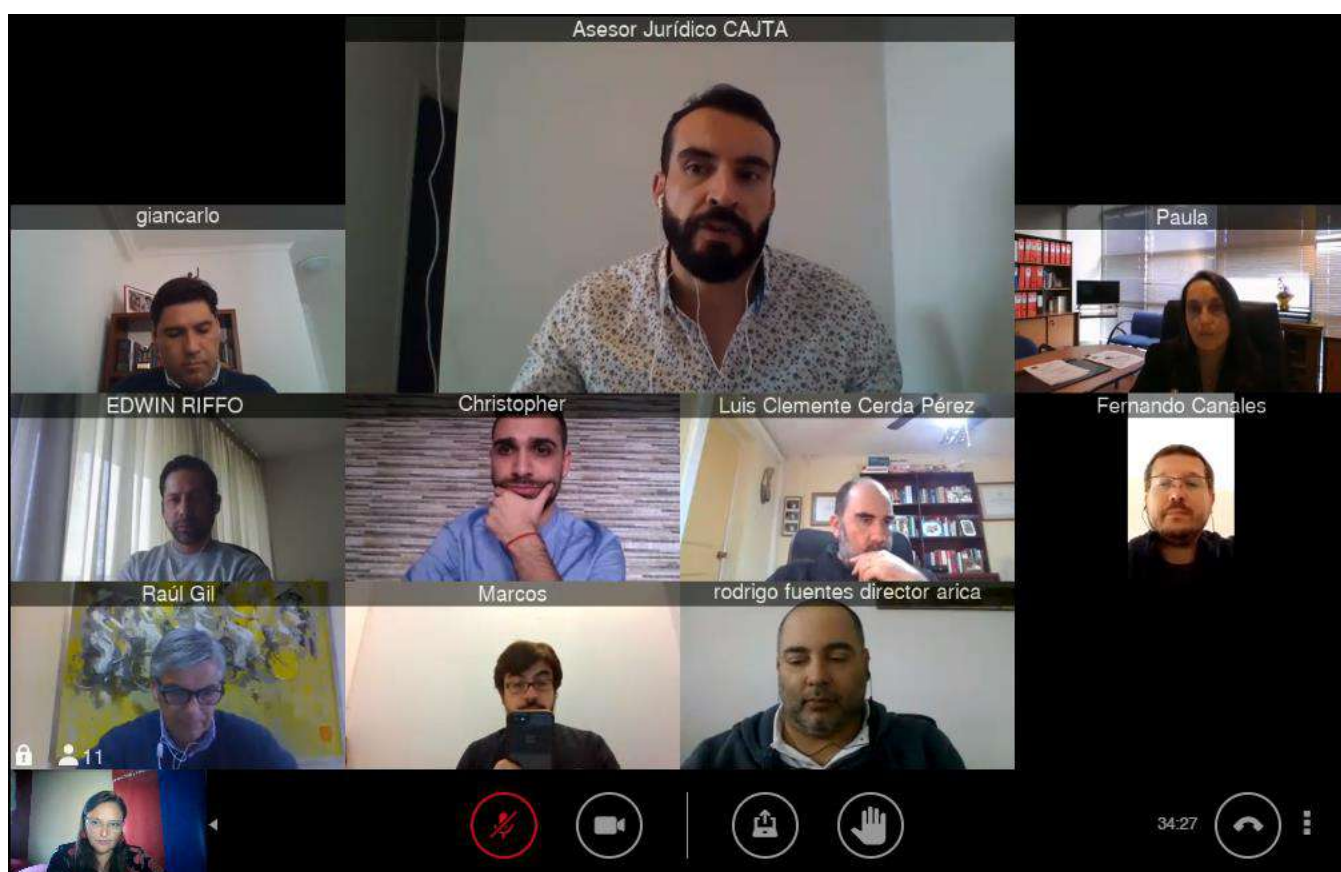 Asesor Jurídico CAJTA
giancarlo
Paula
EDWIN RIFFO
Christopher
Luis Clemente Cerda Pérez
Fernando Canales
Raúl Gil
Marcos
rodrigo fuentes director arica
11
34:27